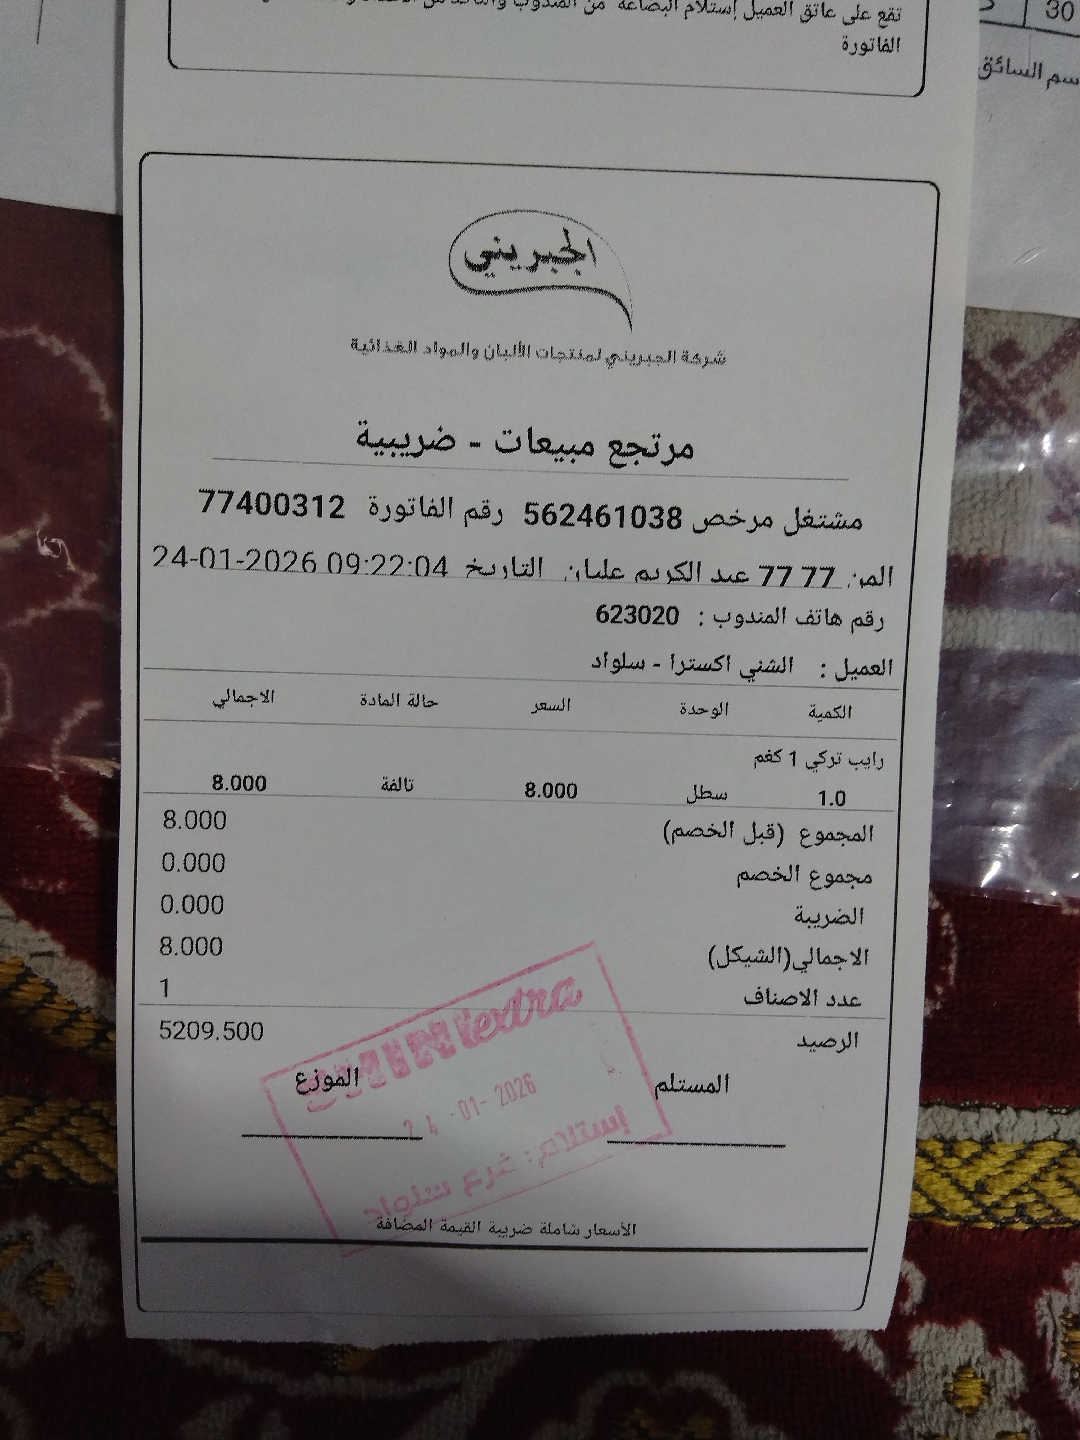 تقع على عاتق العميل إستلام البضاعة من المندوب والتأكد من
الفاتورة
30
سم السائق
الجبريني
شركة الجبريني لمنتجات الألبان والمواد الغذائية
مرتجع مبيعات - ضريبية
مشتغل مرخص 562461038 رقم الفاتورة 77400312
77 77 عبد الكريم عليان التاريخ 24-01-2026 09:22:04
رقم هاتف المندوب : 623020
العميل : الشني اكسترا - سلواد
الكمية الوحدة السعر حالة المادة الاجمالي
رايب تركي 1 كغم
1.0 سطل 8.000 تالفة 8.000
المجموع (قبل الخصم) 8.000
مجموع الخصم 0.000
الضريبة 0.000
الاجمالي(الشيكل) 8.000
عدد الاصناف 1
الرصيد 5209.500
المستلم الموزع
extra
24 -01- 2026
إستلام: فرع سلواد
الأسعار شاملة ضريبة القيمة المضافة